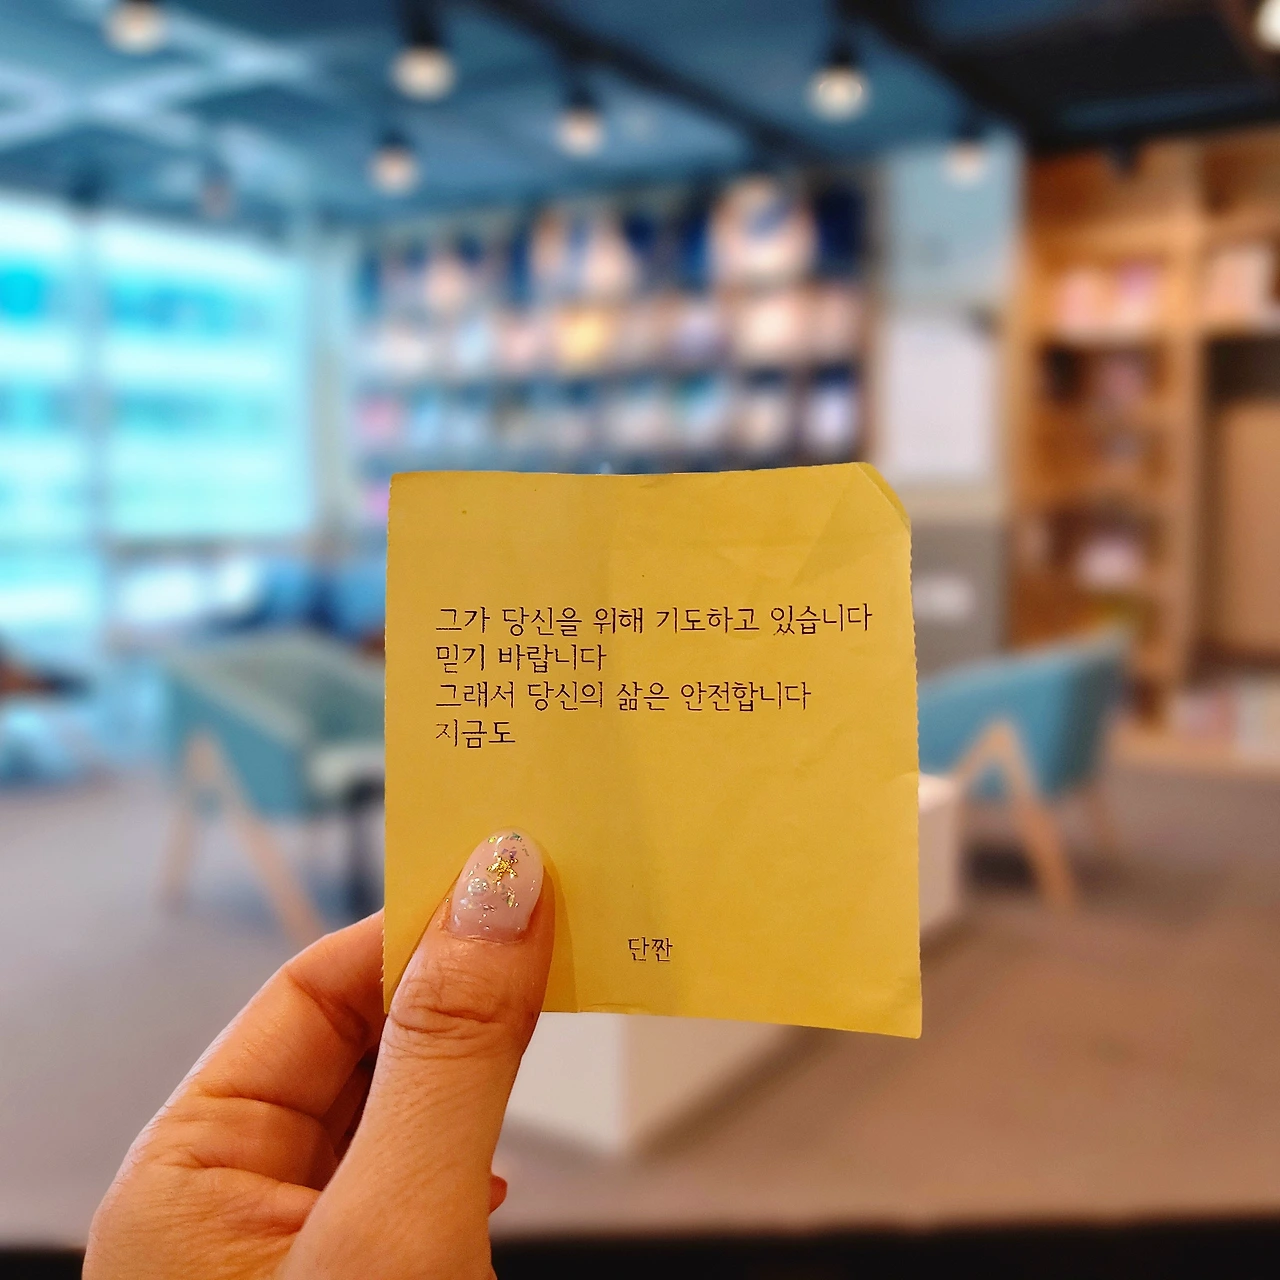 그가 당신을 위해 기도하고 있습니다
믿기 바랍니다
그래서 당신의 삶은 안전합니다
지금도
단짠